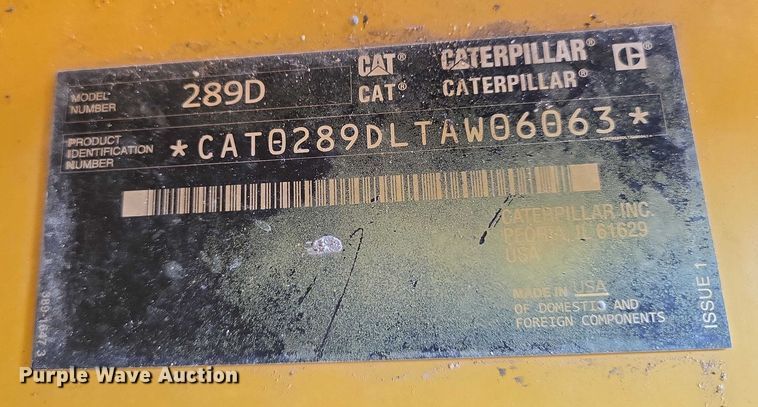 CAT® CATERPILLAR®
CAT® CATERPILLAR®
MODEL NUMBER 289D
PRODUCT IDENTIFICATION NUMBER *CAT0289DLTAW06063*
CATERPILLAR INC.
PEORIA, IL 61629
USA
MADE IN USA
OF DOMESTIC AND
FOREIGN COMPONENTS
ISSUE 1
Purple Wave Auction